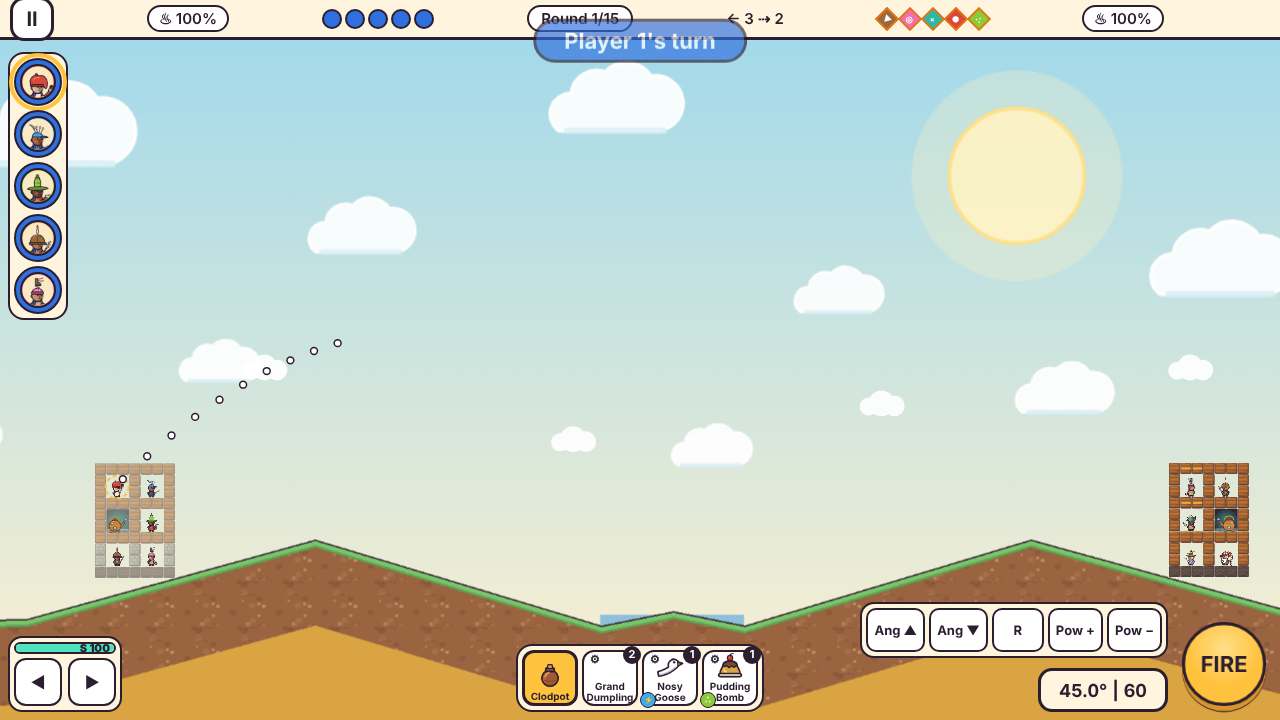 100%
Round 1/15
← 3 ⇢ 2
100%
Player 1's turn
Ang ▲
Ang ▼
R
Pow +
Pow −
S 100
2
1
1
Clodpot
Grand Dumpling
Nosy Goose
Pudding Bomb
45.0° | 60
FIRE